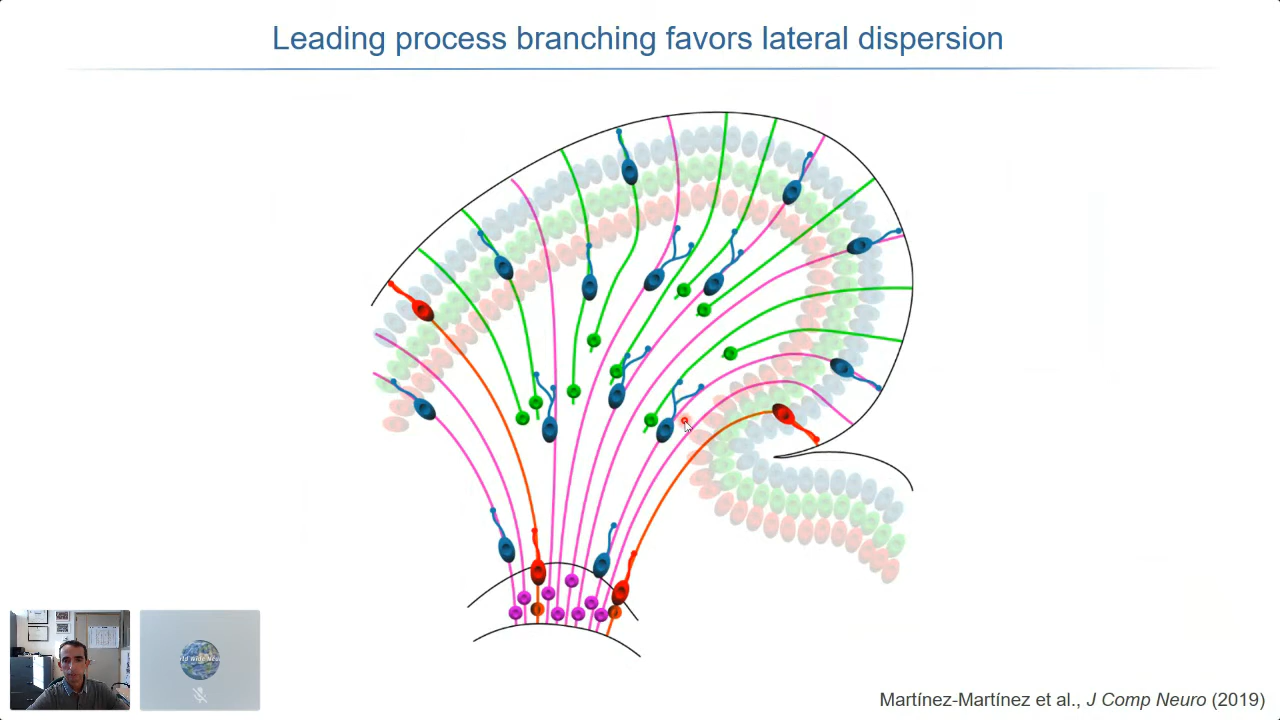 Leading process branching favors lateral dispersion
Martínez-Martínez et al., J Comp Neuro (2019)